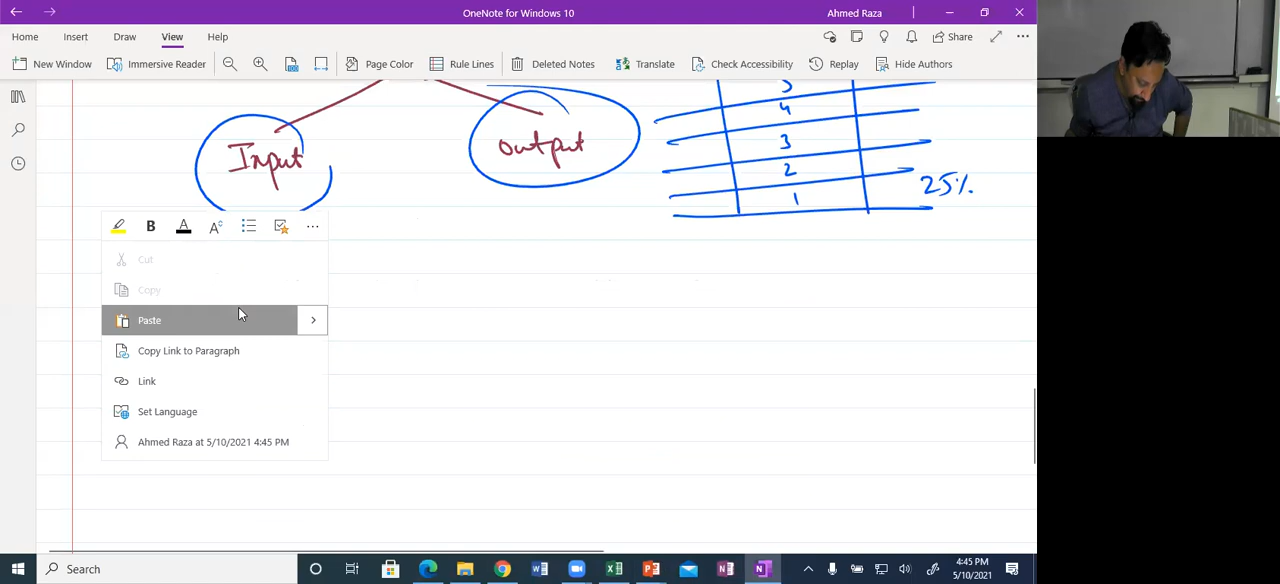 OneNote for Windows 10
Ahmed Raza
Home Insert Draw View Help
Share
New Window Immersive Reader Page Color Rule Lines Deleted Notes Translate Check Accessibility Replay Hide Authors
4
Input
output
3
2
25%
1
B A A
Cut
Copy
Paste
Copy Link to Paragraph
Link
Set Language
Ahmed Raza at 5/10/2021 4:45 PM
Search
4:45 PM
5/10/2021